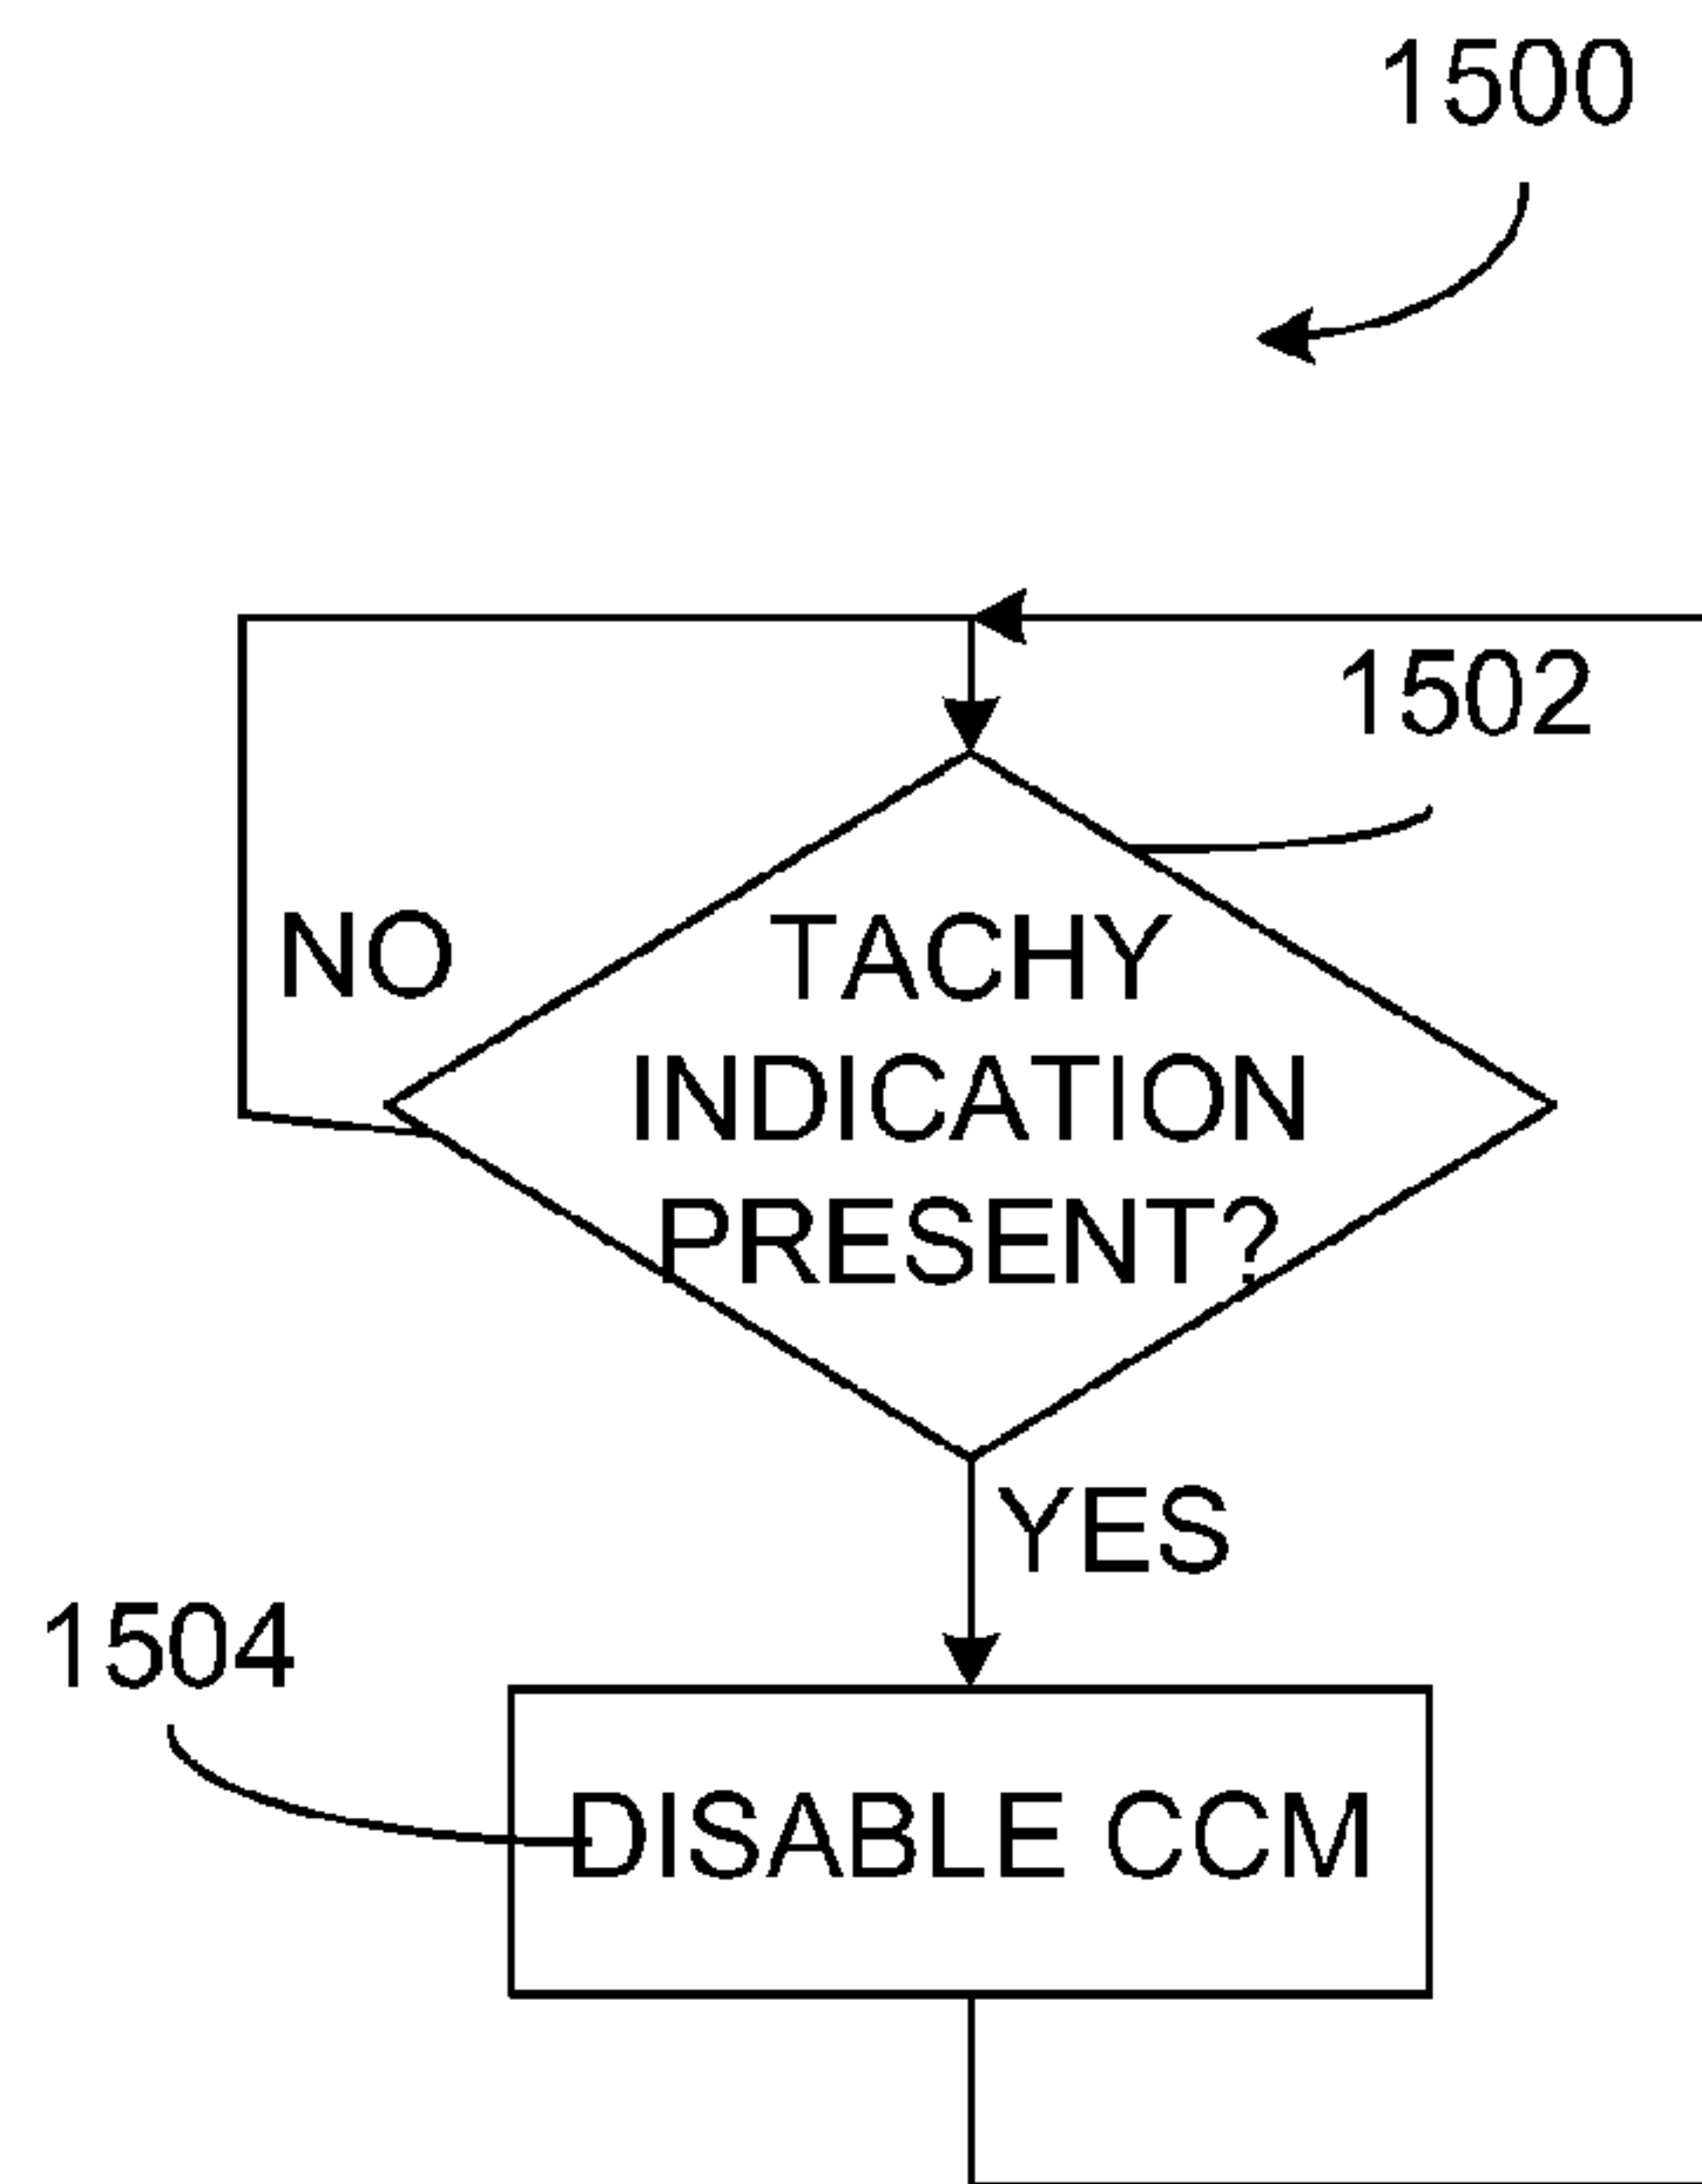 1500
1502
NO
TACHY
INDICATION
PRESENT?
YES
1504
DISABLE CCM